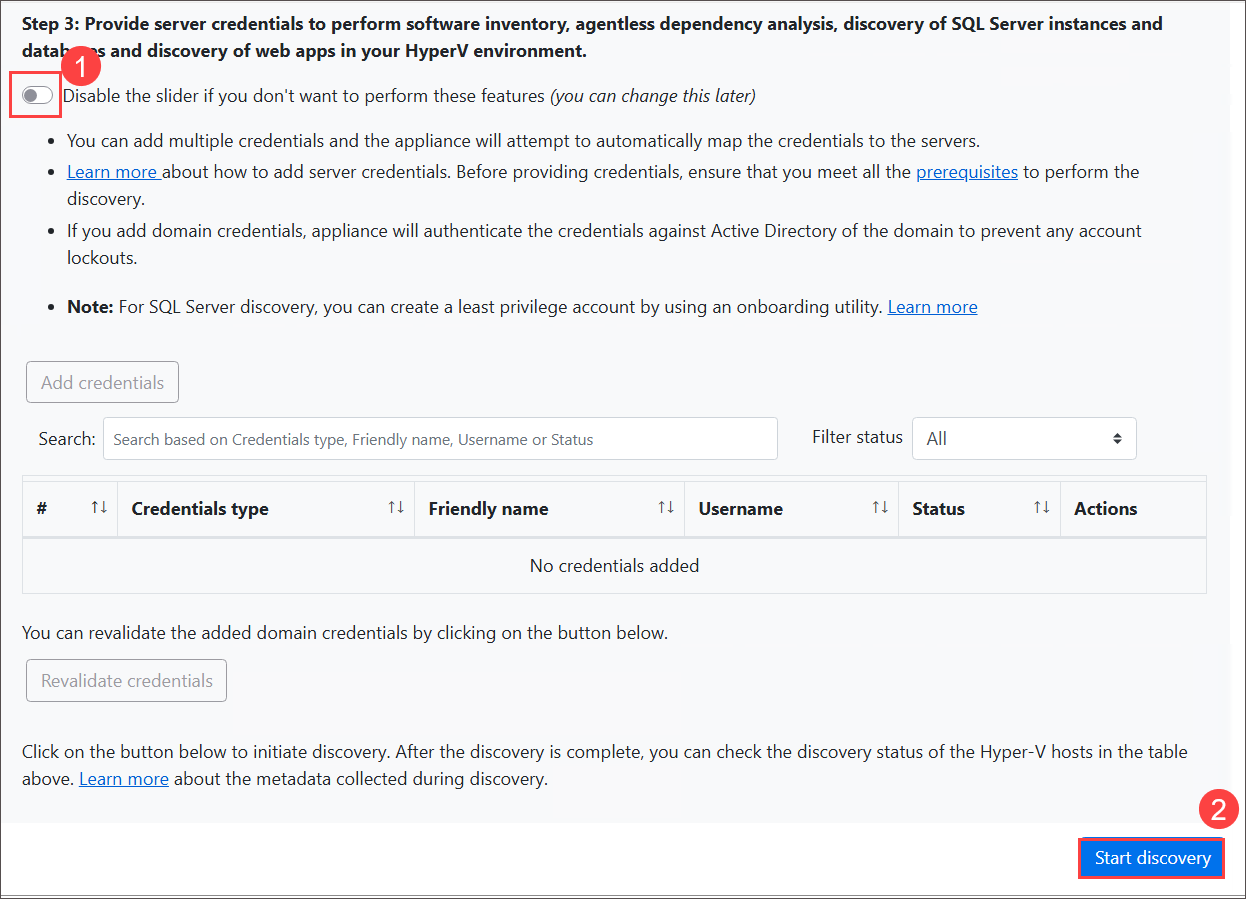 Step 3: Provide server credentials to perform software inventory, agentless dependency analysis, discovery of SQL Server instances and
databases and discovery of web apps in your HyperV environment.
1
Disable the slider if you don't want to perform these features (you can change this later)
• You can add multiple credentials and the appliance will attempt to automatically map the credentials to the servers.
• Learn more about how to add server credentials. Before providing credentials, ensure that you meet all the prerequisites to perform the
discovery.
• If you add domain credentials, appliance will authenticate the credentials against Active Directory of the domain to prevent any account
lockouts.
• Note: For SQL Server discovery, you can create a least privilege account by using an onboarding utility. Learn more
Add credentials
Search: Search based on Credentials type, Friendly name, Username or Status Filter status All
# ↑↓ Credentials type ↑↓ Friendly name ↑↓ Username ↑↓ Status ↑↓ Actions
No credentials added
You can revalidate the added domain credentials by clicking on the button below.
Revalidate credentials
Click on the button below to initiate discovery. After the discovery is complete, you can check the discovery status of the Hyper-V hosts in the table
above. Learn more about the metadata collected during discovery.
2
Start discovery